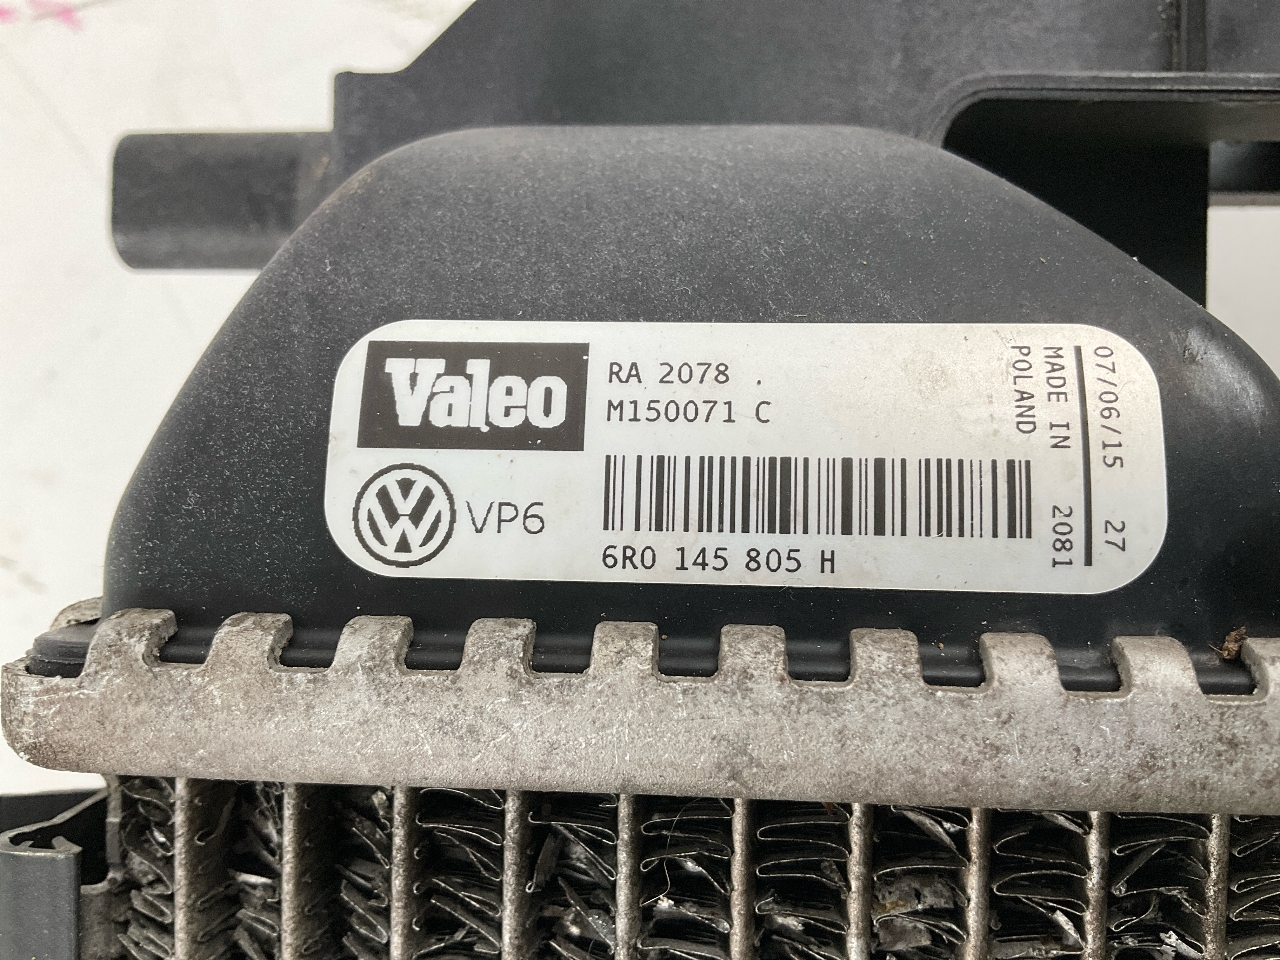 Valeo
RA 2078 .
M150071 C
VP6
6R0 145 805 H
07/06/15 27
MADE IN 2081
POLAND